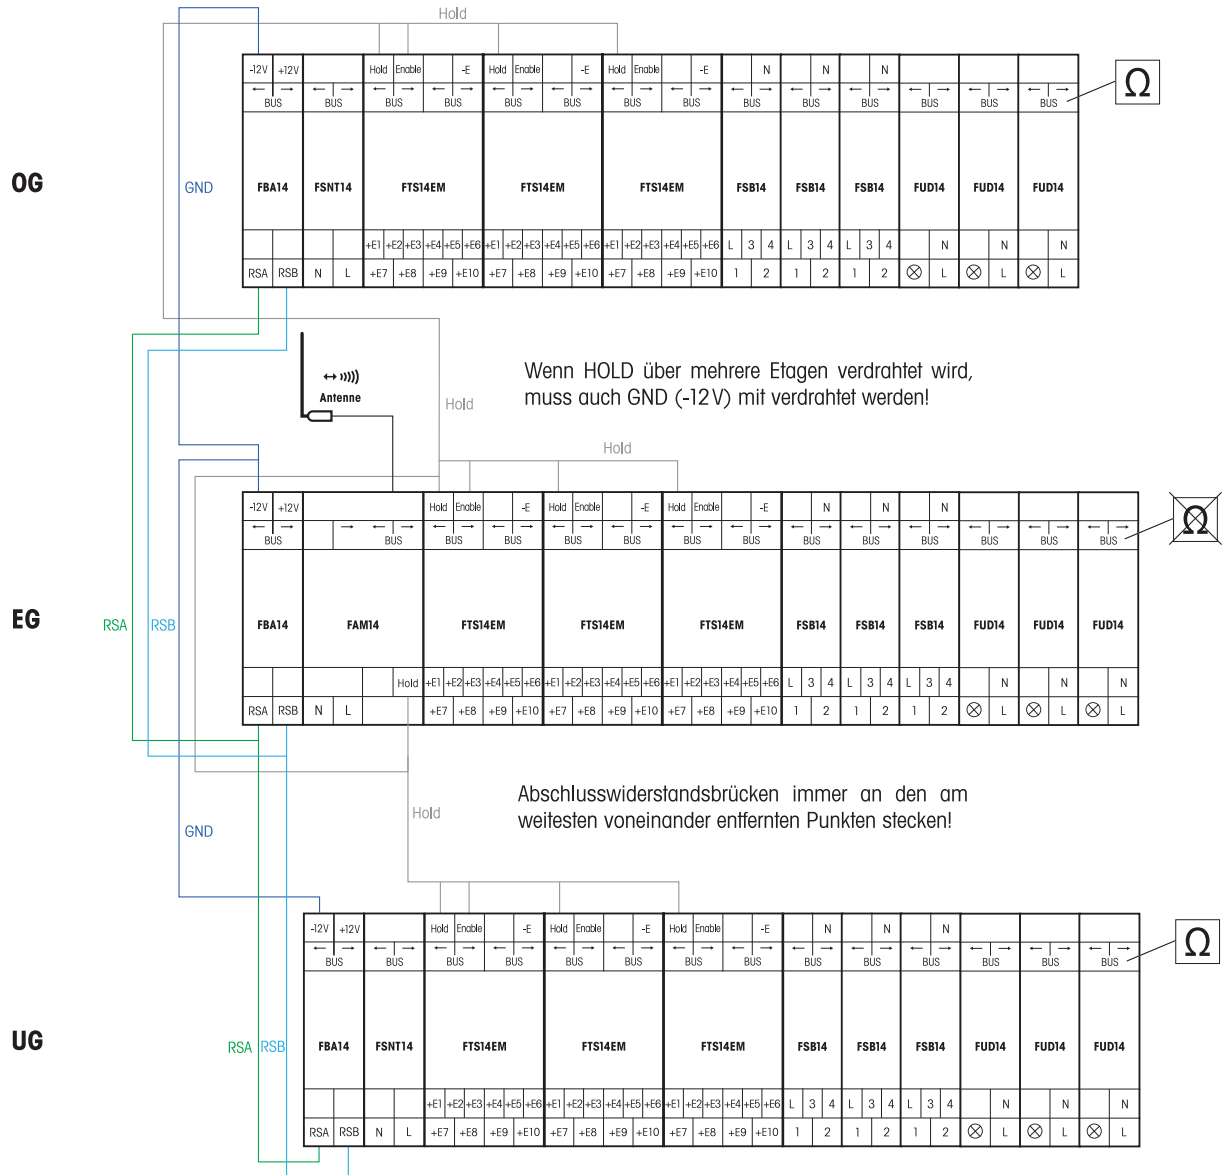 Hold
-12V +12V Hold Enable -E Hold Enable -E Hold Enable -E N N N
BUS BUS BUS BUS BUS BUS BUS BUS BUS BUS BUS BUS BUS BUS Ω
OG GND FBA14 FSNT14 FTS14EM FTS14EM FTS14EM FSB14 FSB14 FSB14 FUD14 FUD14 FUD14
+E1 +E2 +E3 +E4 +E5 +E6 +E1 +E2 +E3 +E4 +E5 +E6 +E1 +E2 +E3 +E4 +E5 +E6 L 3 4 L 3 4 L 3 4 N N N
RSA RSB N L +E7 +E8 +E9 +E10 +E7 +E8 +E9 +E10 +E7 +E8 +E9 +E10 1 2 1 2 1 2 L L L
Antenne
Wenn HOLD über mehrere Etagen verdrahtet wird,
muss auch GND (-12V) mit verdrahtet werden!
Hold
Hold
-12V +12V Hold Enable -E Hold Enable -E Hold Enable -E N N N
BUS BUS BUS BUS BUS BUS BUS BUS BUS BUS BUS BUS BUS BUS Ω
EG RSA RSB FBA14 FAM14 FTS14EM FTS14EM FTS14EM FSB14 FSB14 FSB14 FUD14 FUD14 FUD14
Hold +E1 +E2 +E3 +E4 +E5 +E6 +E1 +E2 +E3 +E4 +E5 +E6 +E1 +E2 +E3 +E4 +E5 +E6 L 3 4 L 3 4 L 3 4 N N N
RSA RSB N L +E7 +E8 +E9 +E10 +E7 +E8 +E9 +E10 +E7 +E8 +E9 +E10 1 2 1 2 1 2 L L L
Abschlusswiderstandsbrücken immer an den am
weitesten voneinander entfernten Punkten stecken!
Hold
GND
-12V +12V Hold Enable -E Hold Enable -E Hold Enable -E N N N
BUS BUS BUS BUS BUS BUS BUS BUS BUS BUS BUS BUS BUS BUS Ω
UG RSA RSB FBA14 FSNT14 FTS14EM FTS14EM FTS14EM FSB14 FSB14 FSB14 FUD14 FUD14 FUD14
+E1 +E2 +E3 +E4 +E5 +E6 +E1 +E2 +E3 +E4 +E5 +E6 +E1 +E2 +E3 +E4 +E5 +E6 L 3 4 L 3 4 L 3 4 N N N
RSA RSB N L +E7 +E8 +E9 +E10 +E7 +E8 +E9 +E10 +E7 +E8 +E9 +E10 1 2 1 2 1 2 L L L